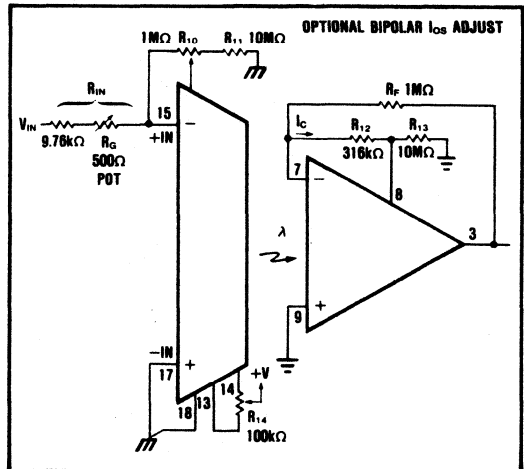 OPTIONAL BIPOLAR IOS ADJUST
1MΩ R10 R11 10MΩ
RIN
VIN
9.76kΩ
RG
500Ω
POT
15
+IN
−
RF 1MΩ
IC
R12
316kΩ
R13
10MΩ
7
−
8
λ
3
+
9
−IN
+
17
18
13
14
+V
R14
100kΩ